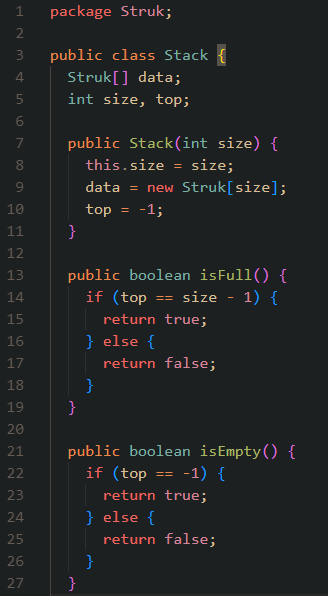 1 package Struk;
2
3 public class Stack {
4   Struk[] data;
5   int size, top;
6
7   public Stack(int size) {
8     this.size = size;
9     data = new Struk[size];
10     top = -1;
11   }
12
13   public boolean isFull() {
14     if (top == size - 1) {
15       return true;
16     } else {
17       return false;
18     }
19   }
20
21   public boolean isEmpty() {
22     if (top == -1) {
23       return true;
24     } else {
25       return false;
26     }
27   }